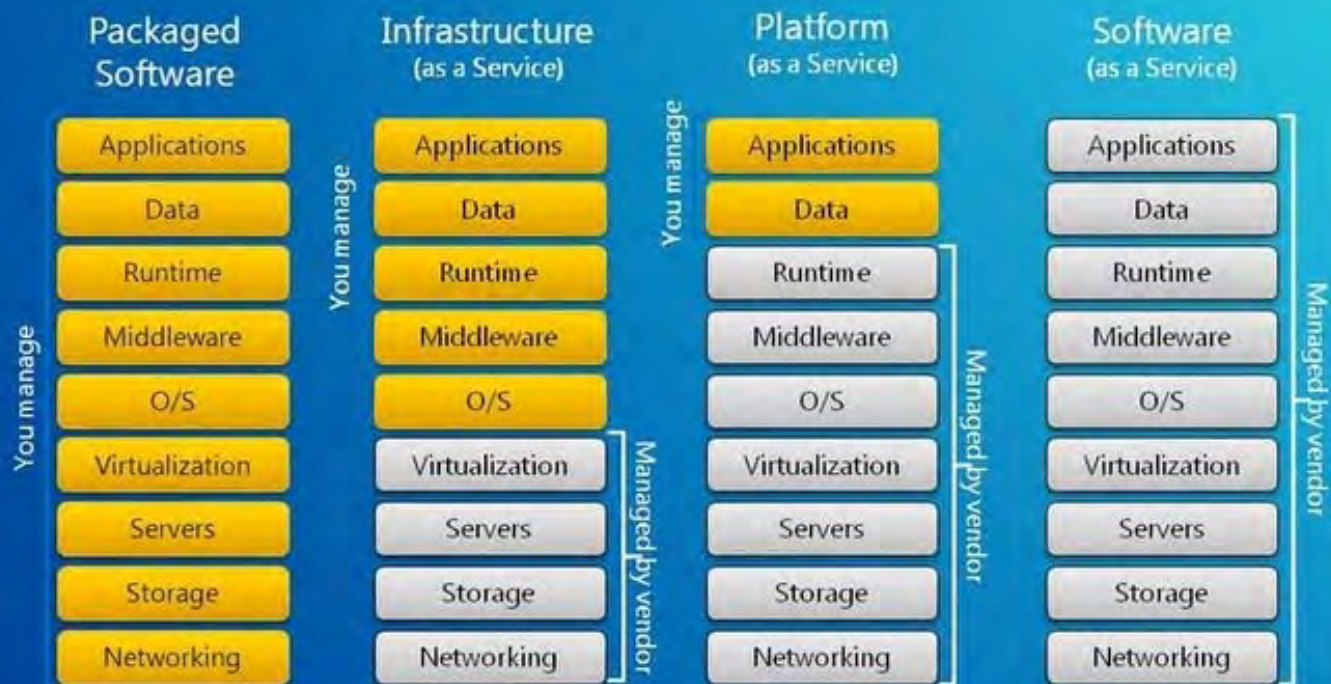 Packaged
Software
You manage
Applications
Data
Runtime
Middleware
O/S
Virtualization
Servers
Storage
Networking
Infrastructure
(as a Service)
You manage
Applications
Data
Runtime
Middleware
O/S
Virtualization
Servers
Storage
Networking
Managed by vendor
Platform
(as a Service)
You manage
Applications
Data
Runtime
Middleware
O/S
Virtualization
Servers
Storage
Networking
Managed by vendor
Software
(as a Service)
Applications
Data
Runtime
Middleware
O/S
Virtualization
Servers
Storage
Networking
Managed by vendor